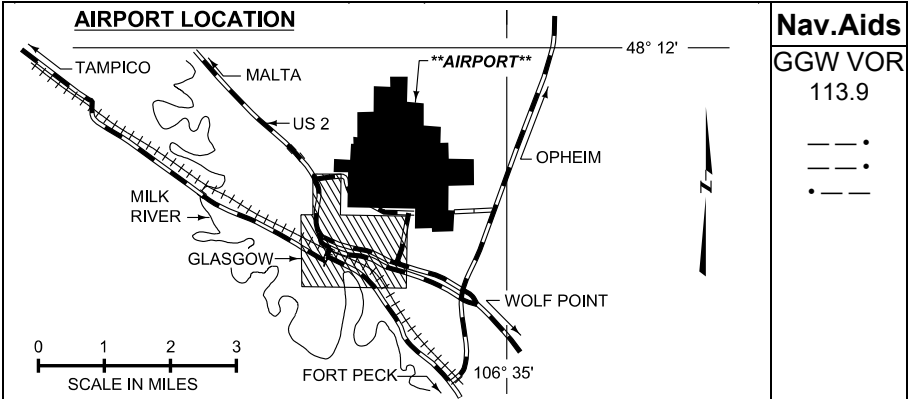 AIRPORT LOCATION
Nav.Aids
GGW VOR
113.9
— — •
— — •
• — —
48° 12'
TAMPICO
MALTA
**AIRPORT**
US 2
OPHEIM
N
MILK
RIVER
GLASGOW
WOLF POINT
0 1 2 3
SCALE IN MILES
FORT PECK
106° 35'